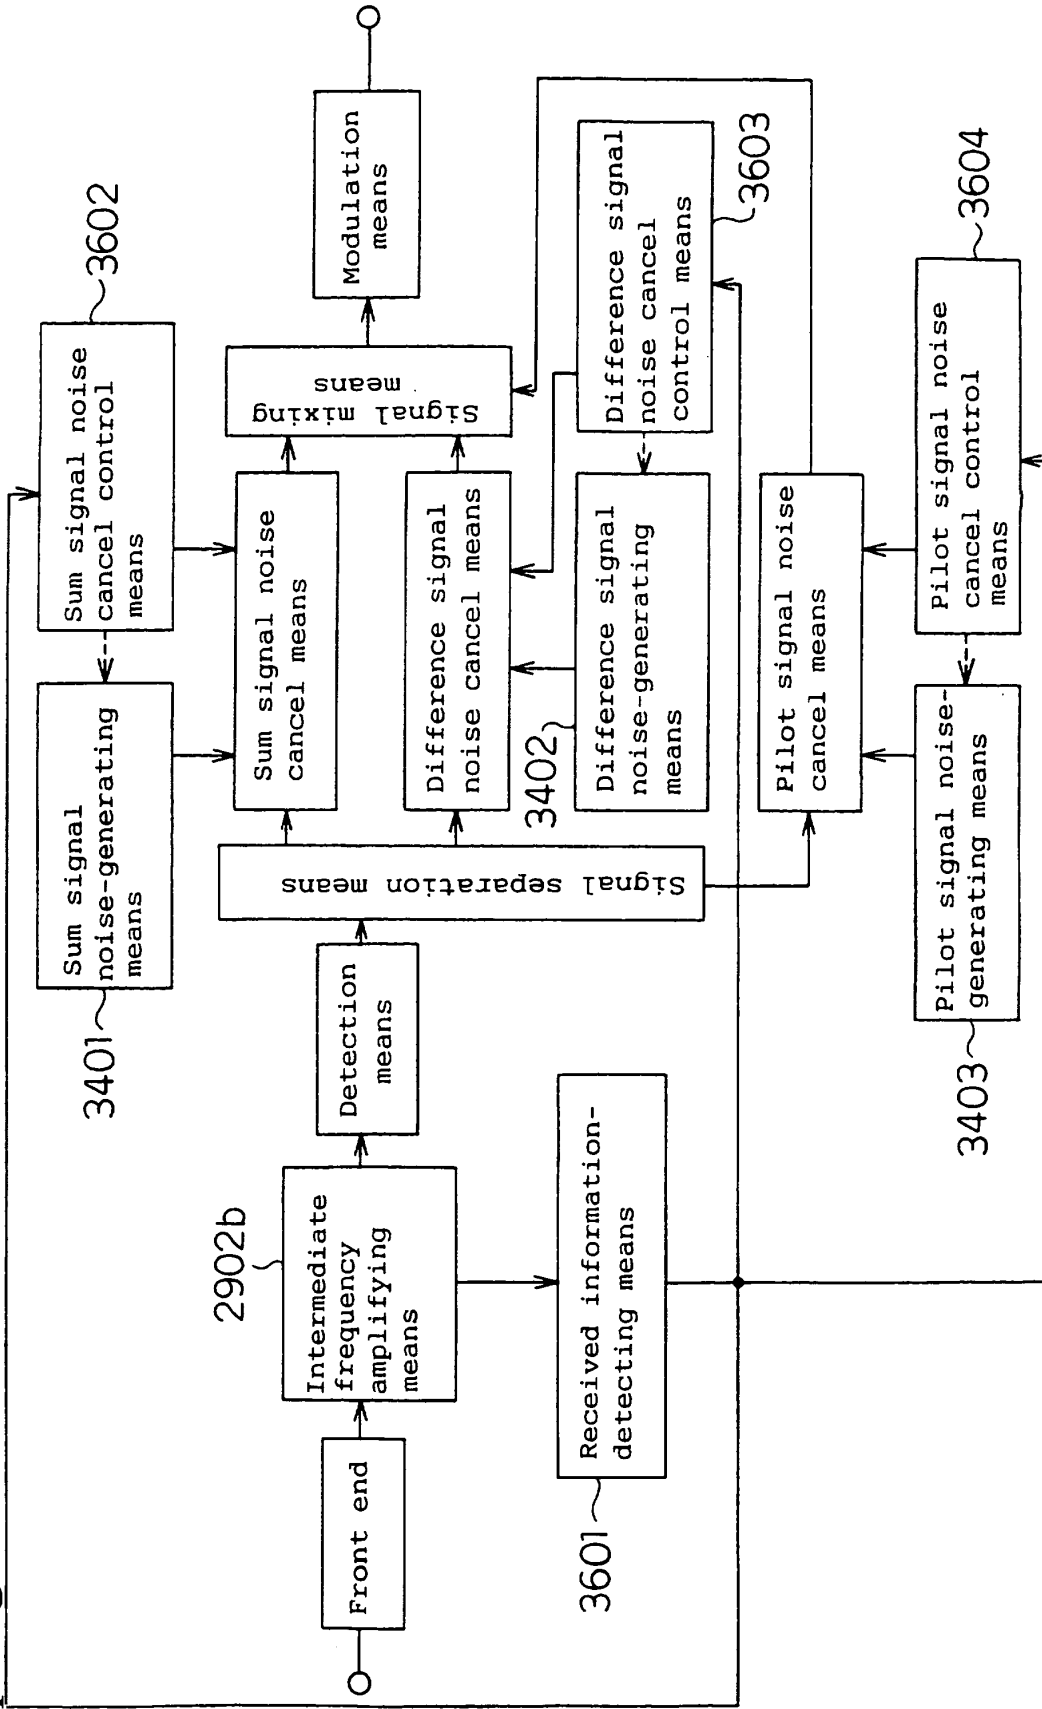 3401
Sum signal
noise-generating
means
Sum signal noise
cancel control
means
3602
2902b
Front end
Intermediate
frequency
amplifying
means
Detection
means
Signal separation means
Sum signal noise
cancel means
Difference signal
noise cancel means
Signal mixing
means
Modulation
means
3601
Received information-
detecting means
3402
Difference signal
noise-generating
means
Difference signal
noise cancel
control means
3603
Pilot signal noise
cancel means
3403
Pilot signal noise-
generating means
Pilot signal noise
cancel control
means
3604